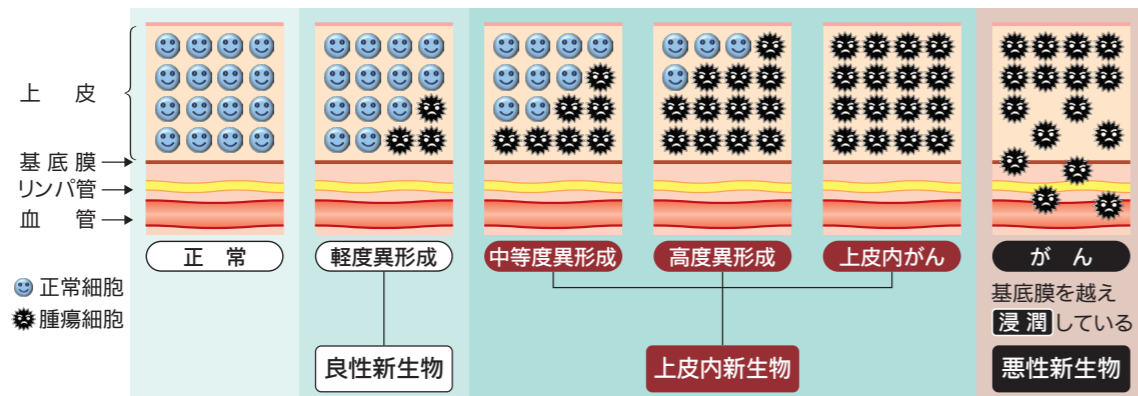 上　皮
基底膜
リンパ管
血　管
正常細胞
腫瘍細胞
正　常
軽度異形成
中等度異形成
高度異形成
上皮内がん
が　ん
基底膜を越え
浸潤している
良性新生物
上皮内新生物
悪性新生物